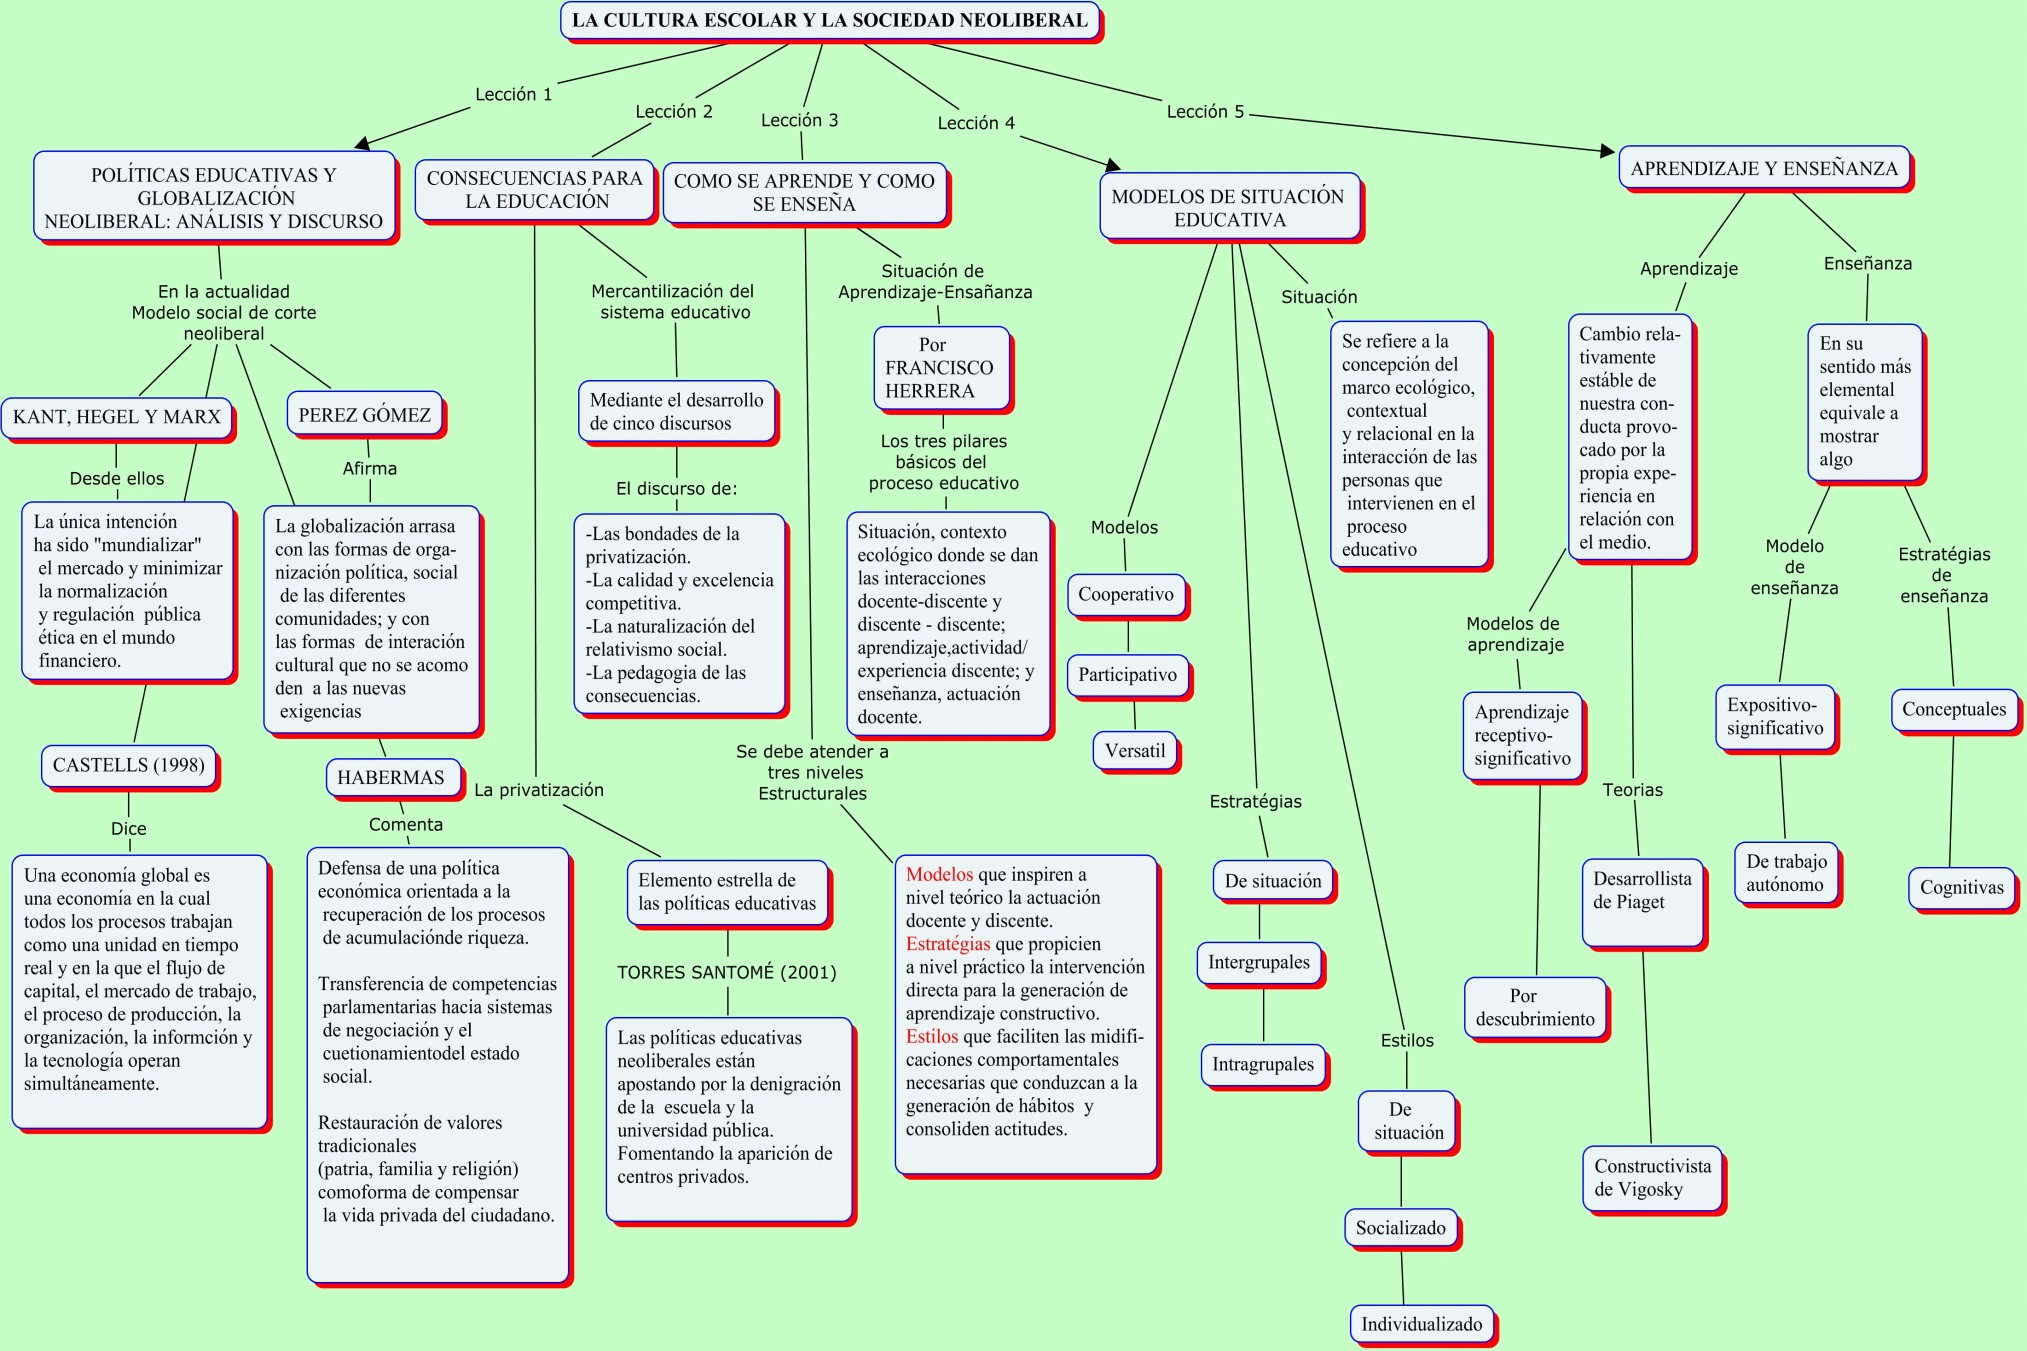 LA CULTURA ESCOLAR Y LA SOCIEDAD NEOLIBERAL
Lección 1
Lección 2
Lección 3
Lección 4
Lección 5
POLÍTICAS EDUCATIVAS Y
GLOBALIZACIÓN
NEOLIBERAL: ANÁLISIS Y DISCURSO
En la actualidad
Modelo social de corte
neoliberal
KANT, HEGEL Y MARX
Desde ellos
La única intención
ha sido "mundializar"
el mercado y minimizar
la normalización
y regulación pública
ética en el mundo
financiero.
CASTELLS (1998)
Dice
Una economía global es
una economía en la cual
todos los procesos trabajan
como una unidad en tiempo
real y en la que el flujo de
capital, el mercado de trabajo,
el proceso de producción, la
organización, la informción y
la tecnología operan
simultáneamente.
PEREZ GÓMEZ
Afirma
La globalización arrasa
con las formas de orga-
nización política, social
de las diferentes
comunidades; y con
las formas de interación
cultural que no se acomo
den a las nuevas
exigencias
HABERMAS
Comenta
Defensa de una política
económica orientada a la
recuperación de los procesos
de acumulaciónde riqueza.
Transferencia de competencias
parlamentarias hacia sistemas
de negociación y el
cuetionamientodel estado
social.
Restauración de valores
tradicionales
(patria, familia y religión)
comoforma de compensar
la vida privada del ciudadano.
CONSECUENCIAS PARA
LA EDUCACIÓN
Mercantilización del
sistema educativo
Mediante el desarrollo
de cinco discursos
El discurso de:
-Las bondades de la
privatización.
-La calidad y excelencia
competitiva.
-La naturalización del
relativismo social.
-La pedagogia de las
consecuencias.
La privatización
Elemento estrella de
las políticas educativas
TORRES SANTOMÉ (2001)
Las políticas educativas
neoliberales están
apostando por la denigración
de la escuela y la
universidad pública.
Fomentando la aparición de
centros privados.
COMO SE APRENDE Y COMO
SE ENSEÑA
Situación de
Aprendizaje-Ensañanza
Por
FRANCISCO
HERRERA
Los tres pilares
básicos del
proceso educativo
Situación, contexto
ecológico donde se dan
las interacciones
docente-discente y
discente - discente;
aprendizaje,actividad/
experiencia discente; y
enseñanza, actuación
docente.
Se debe atender a
tres niveles
Estructurales
Modelos que inspiren a
nivel teórico la actuación
docente y discente.
Estratégias que propicien
a nivel práctico la intervención
directa para la generación de
aprendizaje constructivo.
Estilos que faciliten las midifi-
caciones comportamentales
necesarias que conduzcan a la
generación de hábitos y
consoliden actitudes.
MODELOS DE SITUACIÓN
EDUCATIVA
Situación
Se refiere a la
concepción del
marco ecológico,
contextual
y relacional en la
interacción de las
personas que
intervienen en el
proceso
educativo
Modelos
Cooperativo
Participativo
Versatil
Estratégias
De situación
Intergrupales
Intragrupales
Estilos
De
situación
Socializado
Individualizado
APRENDIZAJE Y ENSEÑANZA
Aprendizaje
Cambio rela-
tivamente
estáble de
nuestra con-
ducta provo-
cado por la
propia expe-
riencia en
relación con
el medio.
Modelos de
aprendizaje
Aprendizaje
receptivo-
significativo
Por
descubrimiento
Teorias
Desarrollista
de Piaget
Constructivista
de Vigosky
Enseñanza
En su
sentido más
elemental
equivale a
mostrar
algo
Modelo
de
enseñanza
Expositivo-
significativo
De trabajo
autónomo
Estratégias
de
enseñanza
Conceptuales
Cognitivas